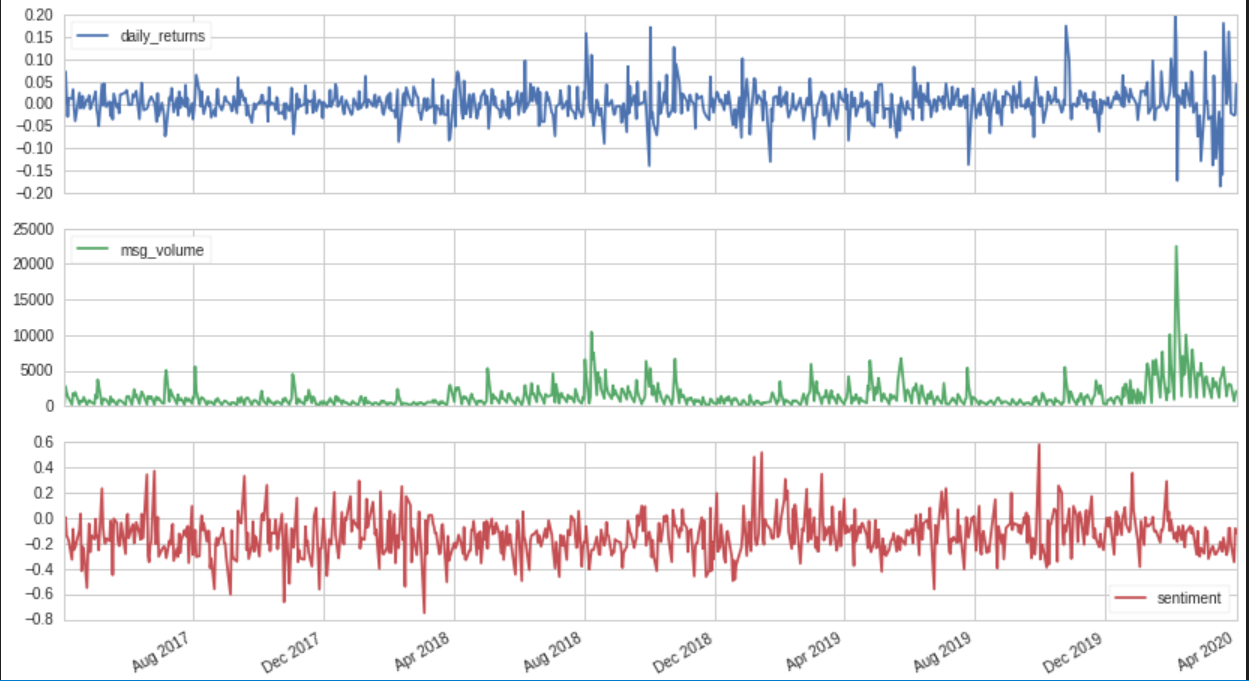 0.20
0.15
0.10
0.05
0.00
−0.05
−0.10
−0.15
−0.20
daily_returns
25000
20000
15000
10000
5000
0
msg_volume
0.6
0.4
0.2
0.0
−0.2
−0.4
−0.6
−0.8
sentiment
Aug 2017
Dec 2017
Apr 2018
Aug 2018
Dec 2018
Apr 2019
Aug 2019
Dec 2019
Apr 2020